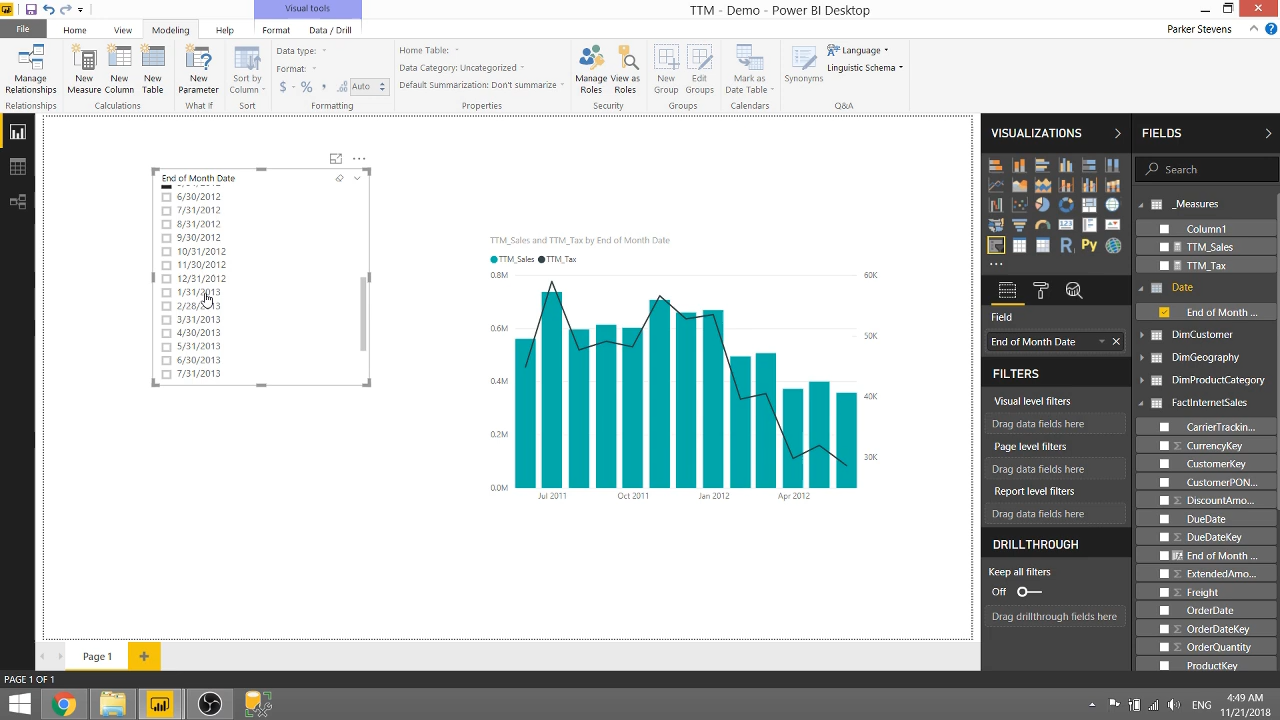 Visual tools
TTM - Demo - Power BI Desktop
File
Home
View
Modeling
Help
Format
Data / Drill
Parker Stevens
Manage Relationships
New Measure
New Column
New Table
New Parameter
Sort by Column
Data type:
Format:
$ % , .00 Auto
Home Table:
Data Category: Uncategorized
Default Summarization: Don't summarize
Manage Roles
View as Roles
New Group
Edit Groups
Mark as Date Table
Synonyms
Language
Linguistic Schema
Relationships
Calculations
What if
Sort
Formatting
Properties
Security
Groups
Calendars
Q&A
End of Month Date
6/30/2012
7/31/2012
8/31/2012
9/30/2012
10/31/2012
11/30/2012
12/31/2012
1/31/2013
2/28/2013
3/31/2013
4/30/2013
5/31/2013
6/30/2013
7/31/2013
TTM_Sales and TTM_Tax by End of Month Date
TTM_Sales TTM_Tax
0.8M
0.6M
0.4M
0.2M
0.0M
60K
50K
40K
30K
Jul 2011
Oct 2011
Jan 2012
Apr 2012
VISUALIZATIONS
R
Py
Field
End of Month Date
FILTERS
Visual level filters
Drag data fields here
Page level filters
Drag data fields here
Report level filters
Drag data fields here
DRILLTHROUGH
Keep all filters
Off
Drag drillthrough fields here
FIELDS
Search
_Measures
Column1
TTM_Sales
TTM_Tax
Date
End of Month ...
DimCustomer
DimGeography
DimProductCategory
FactInternetSales
CarrierTrackin...
CurrencyKey
CustomerKey
CustomerPON...
DiscountAmo...
DueDate
DueDateKey
End of Month ...
ExtendedAmo...
Freight
OrderDate
OrderDateKey
OrderQuantity
ProductKey
Page 1
PAGE 1 OF 1
ENG
4:49 AM
11/21/2018